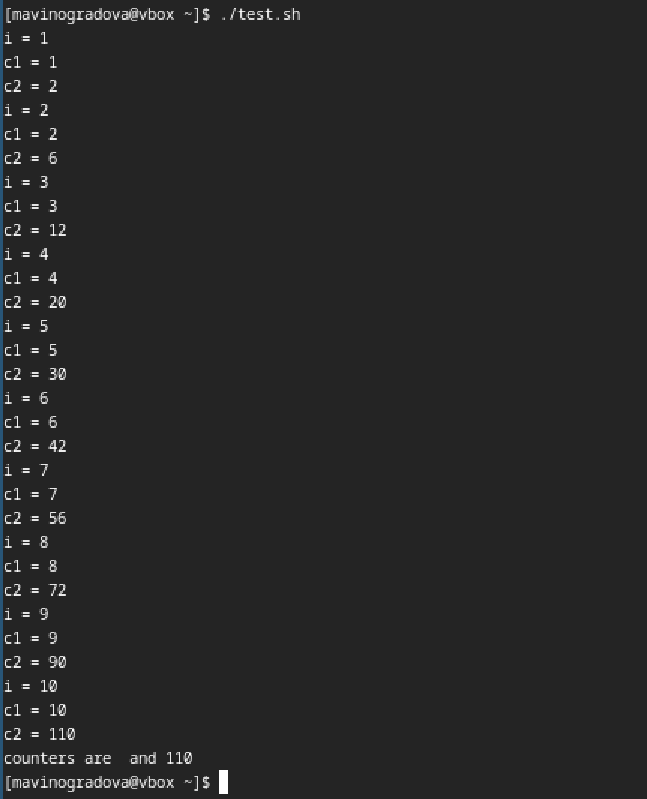 [mavinogradova@vbox ~]$ ./test.sh
i = 1
c1 = 1
c2 = 2
i = 2
c1 = 2
c2 = 6
i = 3
c1 = 3
c2 = 12
i = 4
c1 = 4
c2 = 20
i = 5
c1 = 5
c2 = 30
i = 6
c1 = 6
c2 = 42
i = 7
c1 = 7
c2 = 56
i = 8
c1 = 8
c2 = 72
i = 9
c1 = 9
c2 = 90
i = 10
c1 = 10
c2 = 110
counters are  and 110
[mavinogradova@vbox ~]$